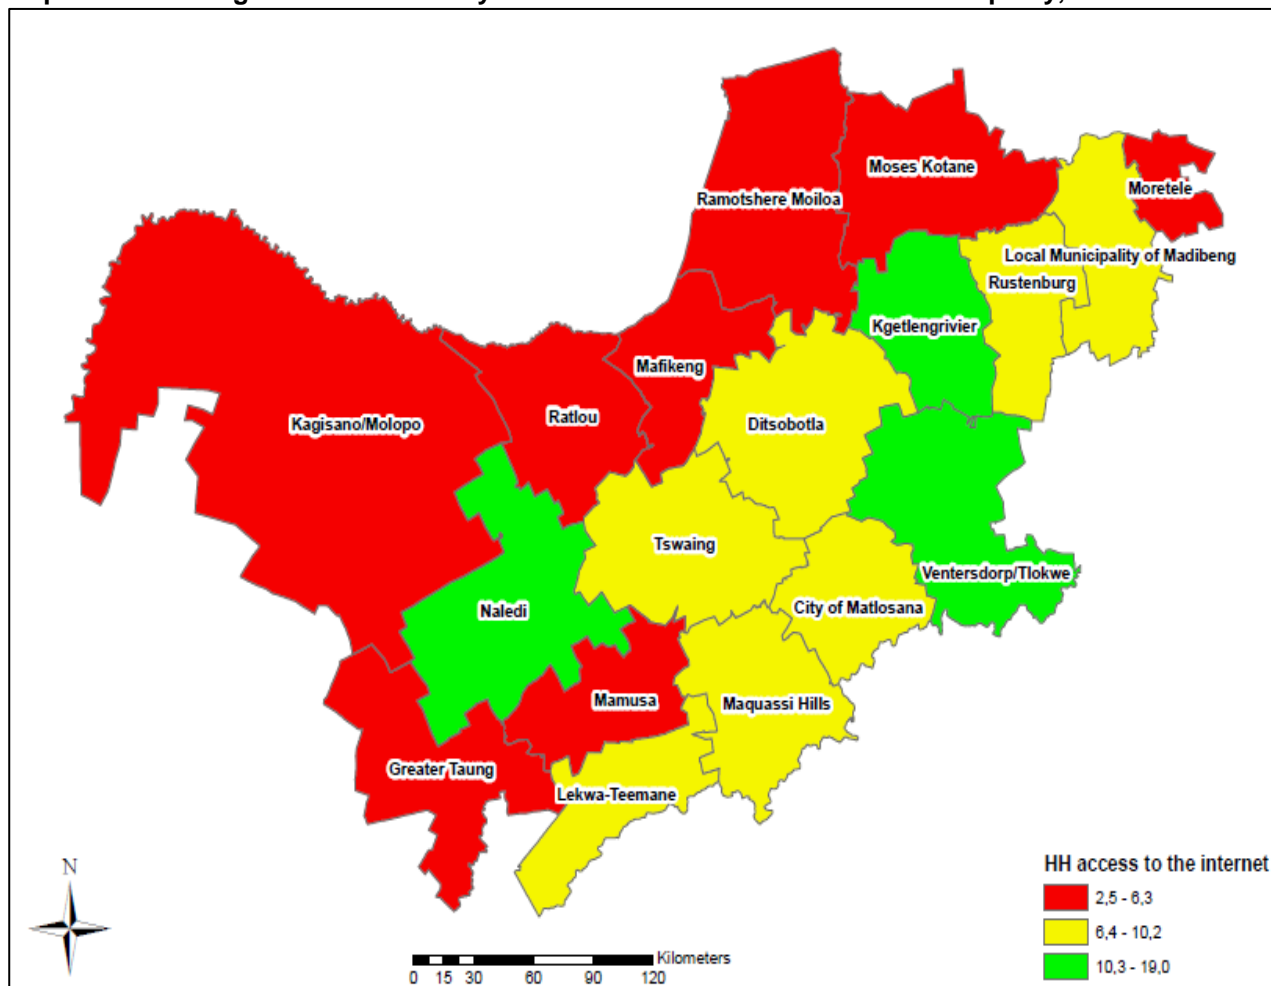 Moses Kotane
Moretele
Ramotshere Moiloa
Local Municipality of Madibeng
Rustenburg
Kgetlengrivier
Mafikeng
Kagisano/Molopo
Ratlou
Ditsobotla
Tswaing
Ventersdorp/Tlokwe
Naledi
City of Matlosana
Mamusa
Maquassi Hills
Greater Taung
Lekwa-Teemane
N
HH access to the internet
2,5 - 6,3
6,4 - 10,2
10,3 - 19,0
Kilometers
0 15 30 60 90 120